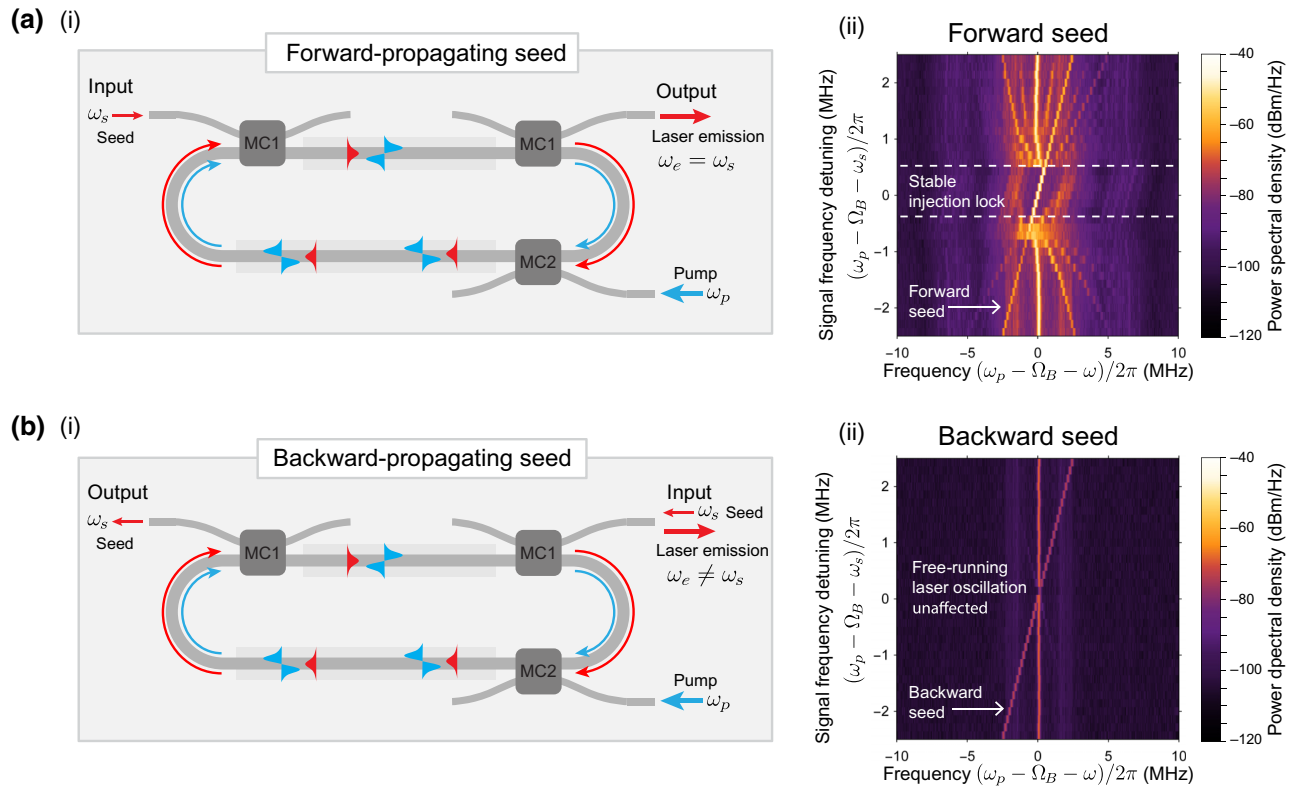 (a) (i)
Forward-propagating seed
Input
ωs
Seed
MC1
MC1
Output
Laser emission
ωe = ωs
MC2
Pump
ωp
(ii)
Forward seed
Signal frequency detuning (MHz)
(ωp − ΩB − ωs)/2π
2
1
0
−1
−2
Stable
injection lock
Forward
seed
−10
−5
0
5
10
Frequency (ωp − ΩB − ω)/2π (MHz)
−40
−60
−80
−100
−120
Power spectral density (dBm/Hz)
(b) (i)
Backward-propagating seed
Output
ωs
Seed
MC1
MC1
Input
ωs Seed
Laser emission
ωe ≠ ωs
MC2
Pump
ωp
(ii)
Backward seed
Signal frequency detuning (MHz)
(ωp − ΩB − ωs)/2π
2
1
0
−1
−2
Free-running
laser oscillation
unaffected
Backward
seed
−10
−5
0
5
10
Frequency (ωp − ΩB − ω)/2π (MHz)
−40
−60
−80
−100
−120
Power dpectral density (dBm/Hz)